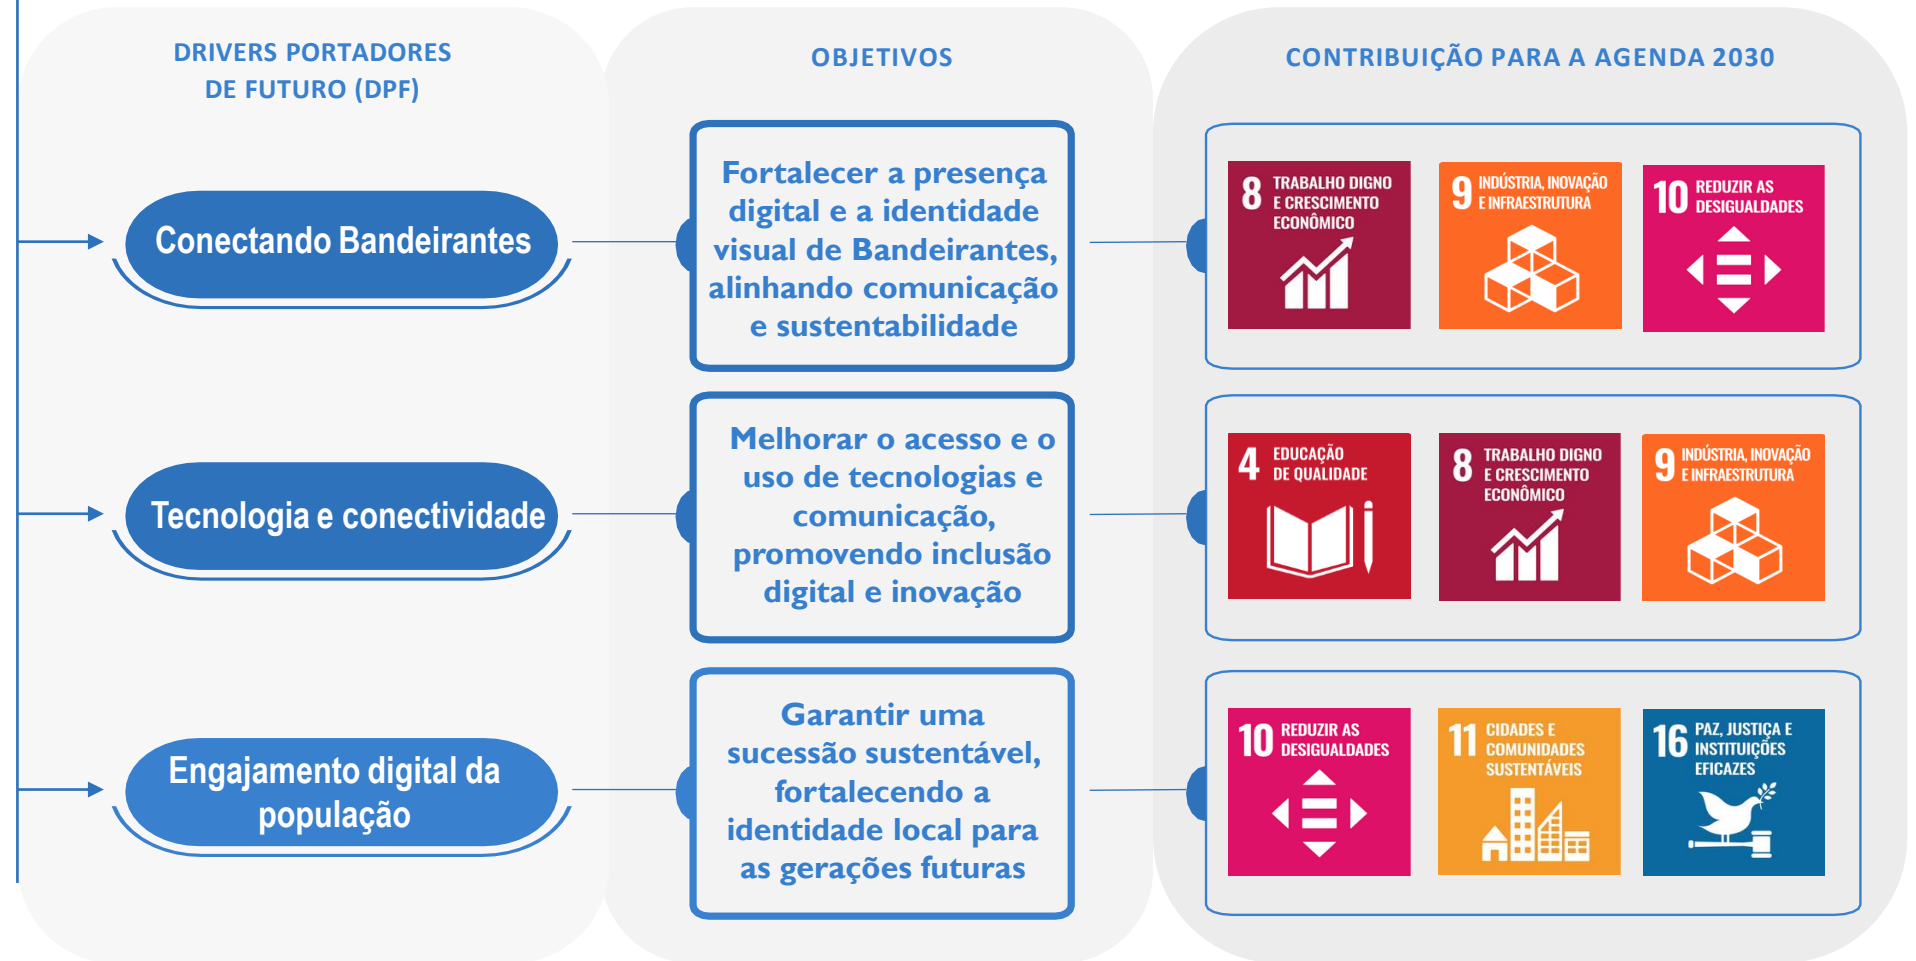 DRIVERS PORTADORES
DE FUTURO (DPF)
OBJETIVOS
CONTRIBUIÇÃO PARA A AGENDA 2030
Conectando Bandeirantes
Fortalecer a presença
digital e a identidade
visual de Bandeirantes,
alinhando comunicação
e sustentabilidade
8 TRABALHO DIGNO
E CRESCIMENTO
ECONÔMICO
9 INDÚSTRIA, INOVAÇÃO
E INFRAESTRUTURA
10 REDUZIR AS
DESIGUALDADES
Tecnologia e conectividade
Melhorar o acesso e o
uso de tecnologias e
comunicação,
promovendo inclusão
digital e inovação
4 EDUCAÇÃO
DE QUALIDADE
8 TRABALHO DIGNO
E CRESCIMENTO
ECONÔMICO
9 INDÚSTRIA, INOVAÇÃO
E INFRAESTRUTURA
Engajamento digital da
população
Garantir uma
sucessão sustentável,
fortalecendo a
identidade local para
as gerações futuras
10 REDUZIR AS
DESIGUALDADES
11 CIDADES E
COMUNIDADES
SUSTENTÁVEIS
16 PAZ, JUSTIÇA E
INSTITUIÇÕES
EFICAZES